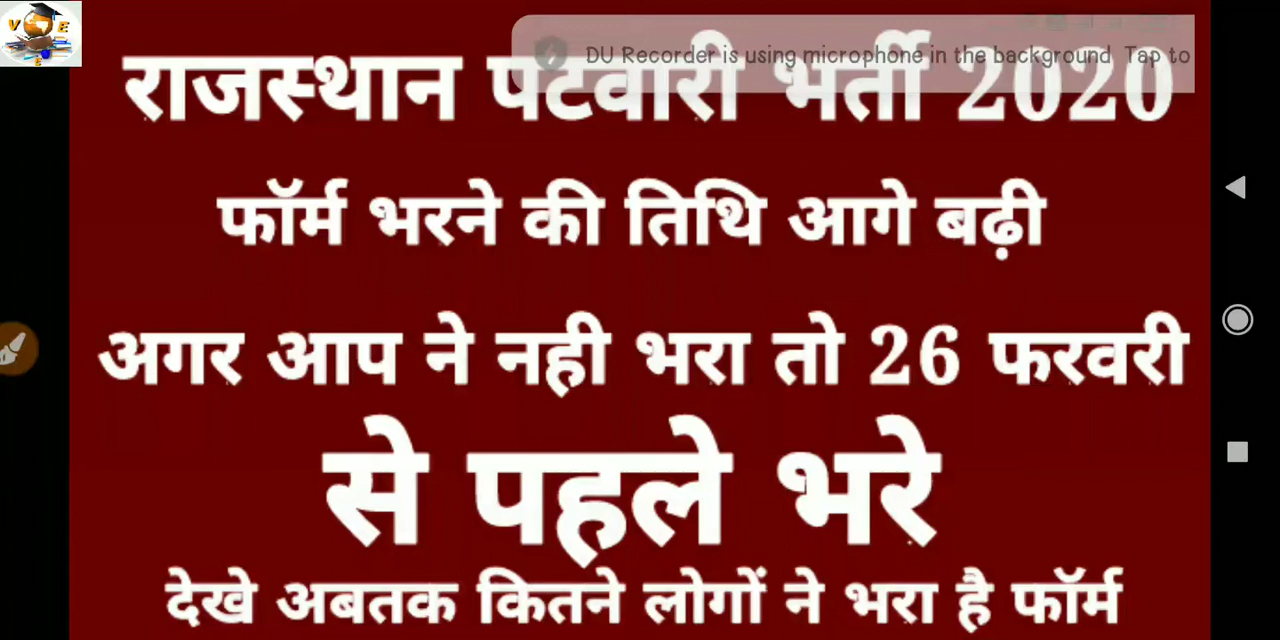 V E
E
DU Recorder is using microphone in the background Tap to
राजस्थान पटवारी भर्ती 2020
फॉर्म भरने की तिथि आगे बढ़ी
अगर आप ने नही भरा तो 26 फरवरी
से पहले भरे
देखे अबतक कितने लोगों ने भरा है फॉर्म